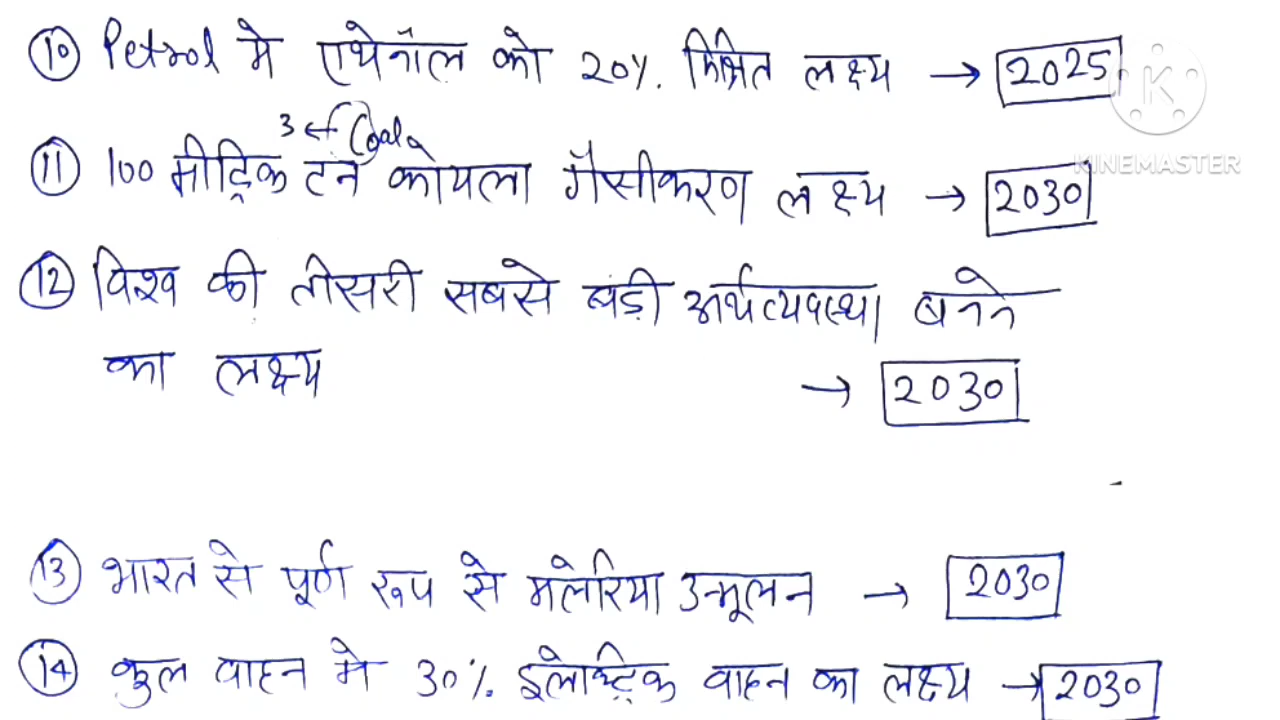 10 Petrol मे एथेनॉल को 20% मिश्रित लक्ष्य → 2025
K
KINEMASTER
3 ← Coal
11 100 मीट्रिक टन कोयला गैसीकरण लक्ष्य → 2030
12 विश्व की तीसरी सबसे बड़ी अर्थव्यवस्था बनने
का लक्ष्य → 2030
13 भारत से पूर्ण रूप से मलेरिया उन्मूलन → 2030
14 कुल वाहन मे 30% इलेक्ट्रिक वाहन का लक्ष्य → 2030